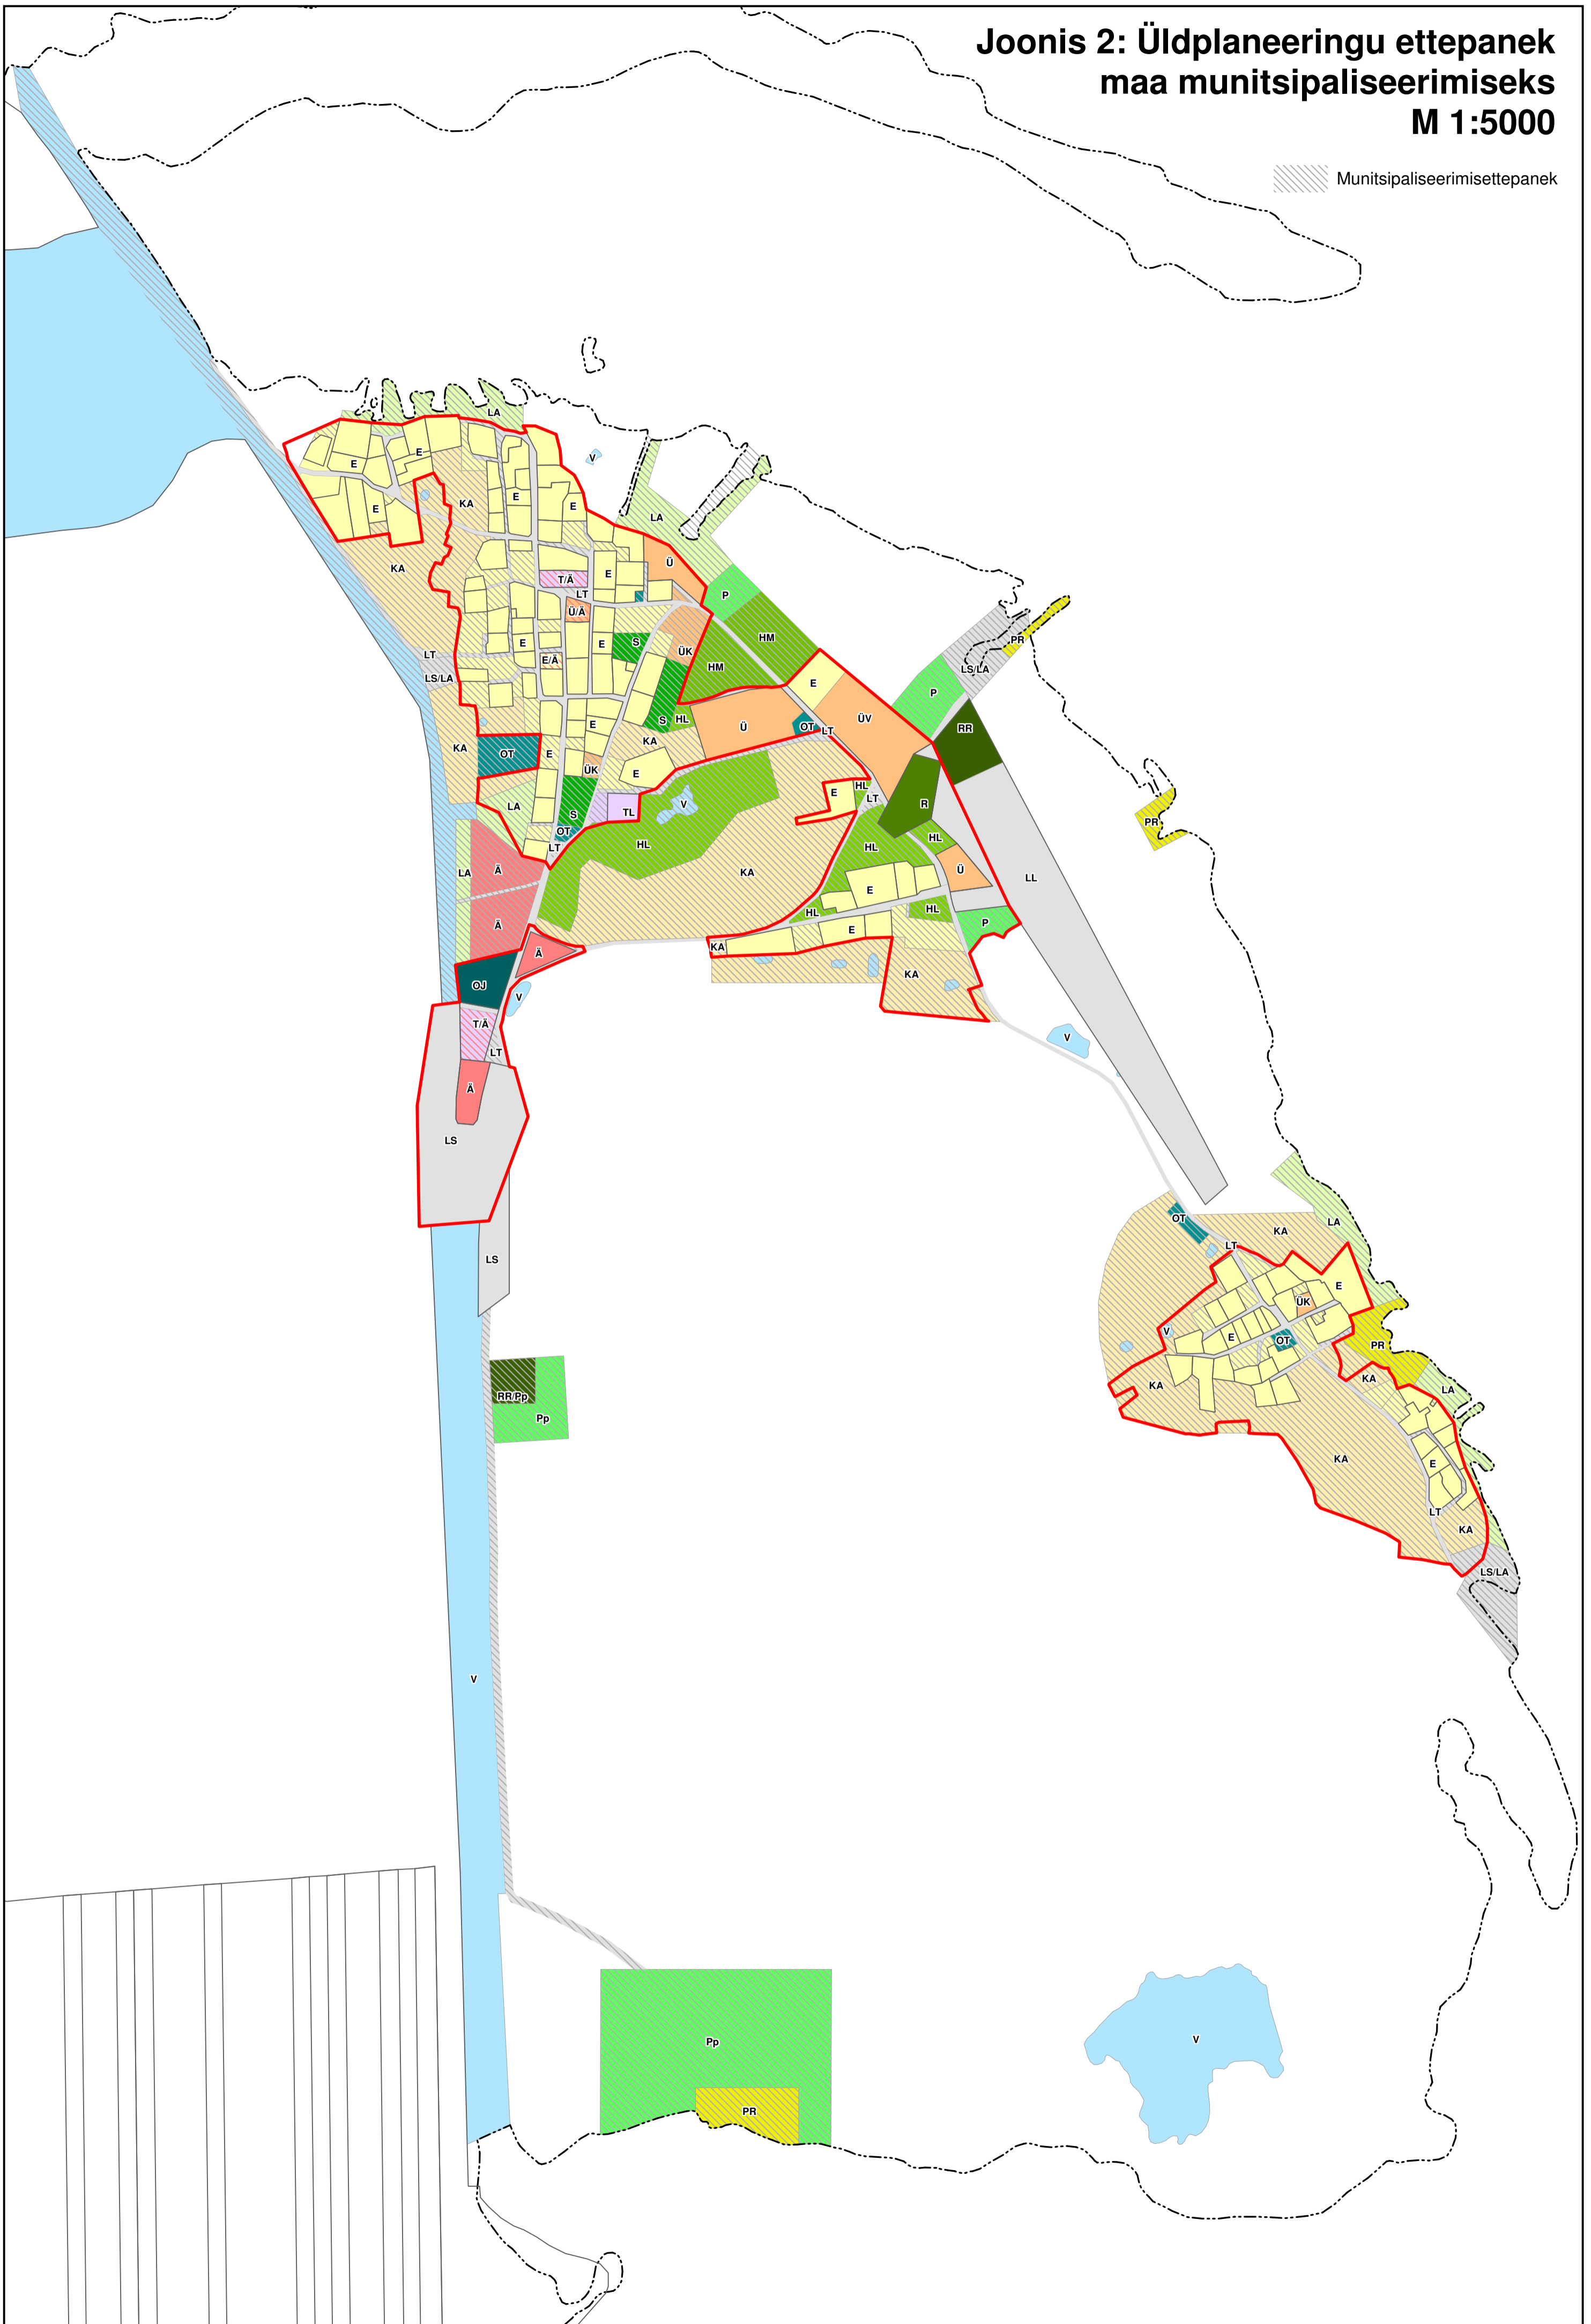 Joonis 2: Üldplaneeringu ettepanek
maa munitsipaliseerimiseks
M 1:5000
Munitsipaliseerimisettepanek
LA
E
E
V
E
KA
E
E
LA
KA
Ü
T/Ä
E
LT
P
Ü/Ä
HM
E
E
S
PR
LT
ÜK
E/Ä
HM
LS/LA
LS/LA
E
P
S
HL
ÜV
E
Ü
OT
LT
RR
KA
KA
OT
E
ÜK
E
HL
E
LT
V
R
LA
S
TL
PR
OT
HL
HL
LT
HL
Ä
LA
KA
Ü
LL
E
HL
HL
P
Ä
E
KA
Ä
KA
OJ
V
T/Ä
V
LT
Ä
LS
OT
LA
KA
LT
LS
E
ÜK
V
E
OT
PR
KA
KA
LA
RR/Pp
Pp
KA
E
LT
KA
LS/LA
V
Pp
V
PR